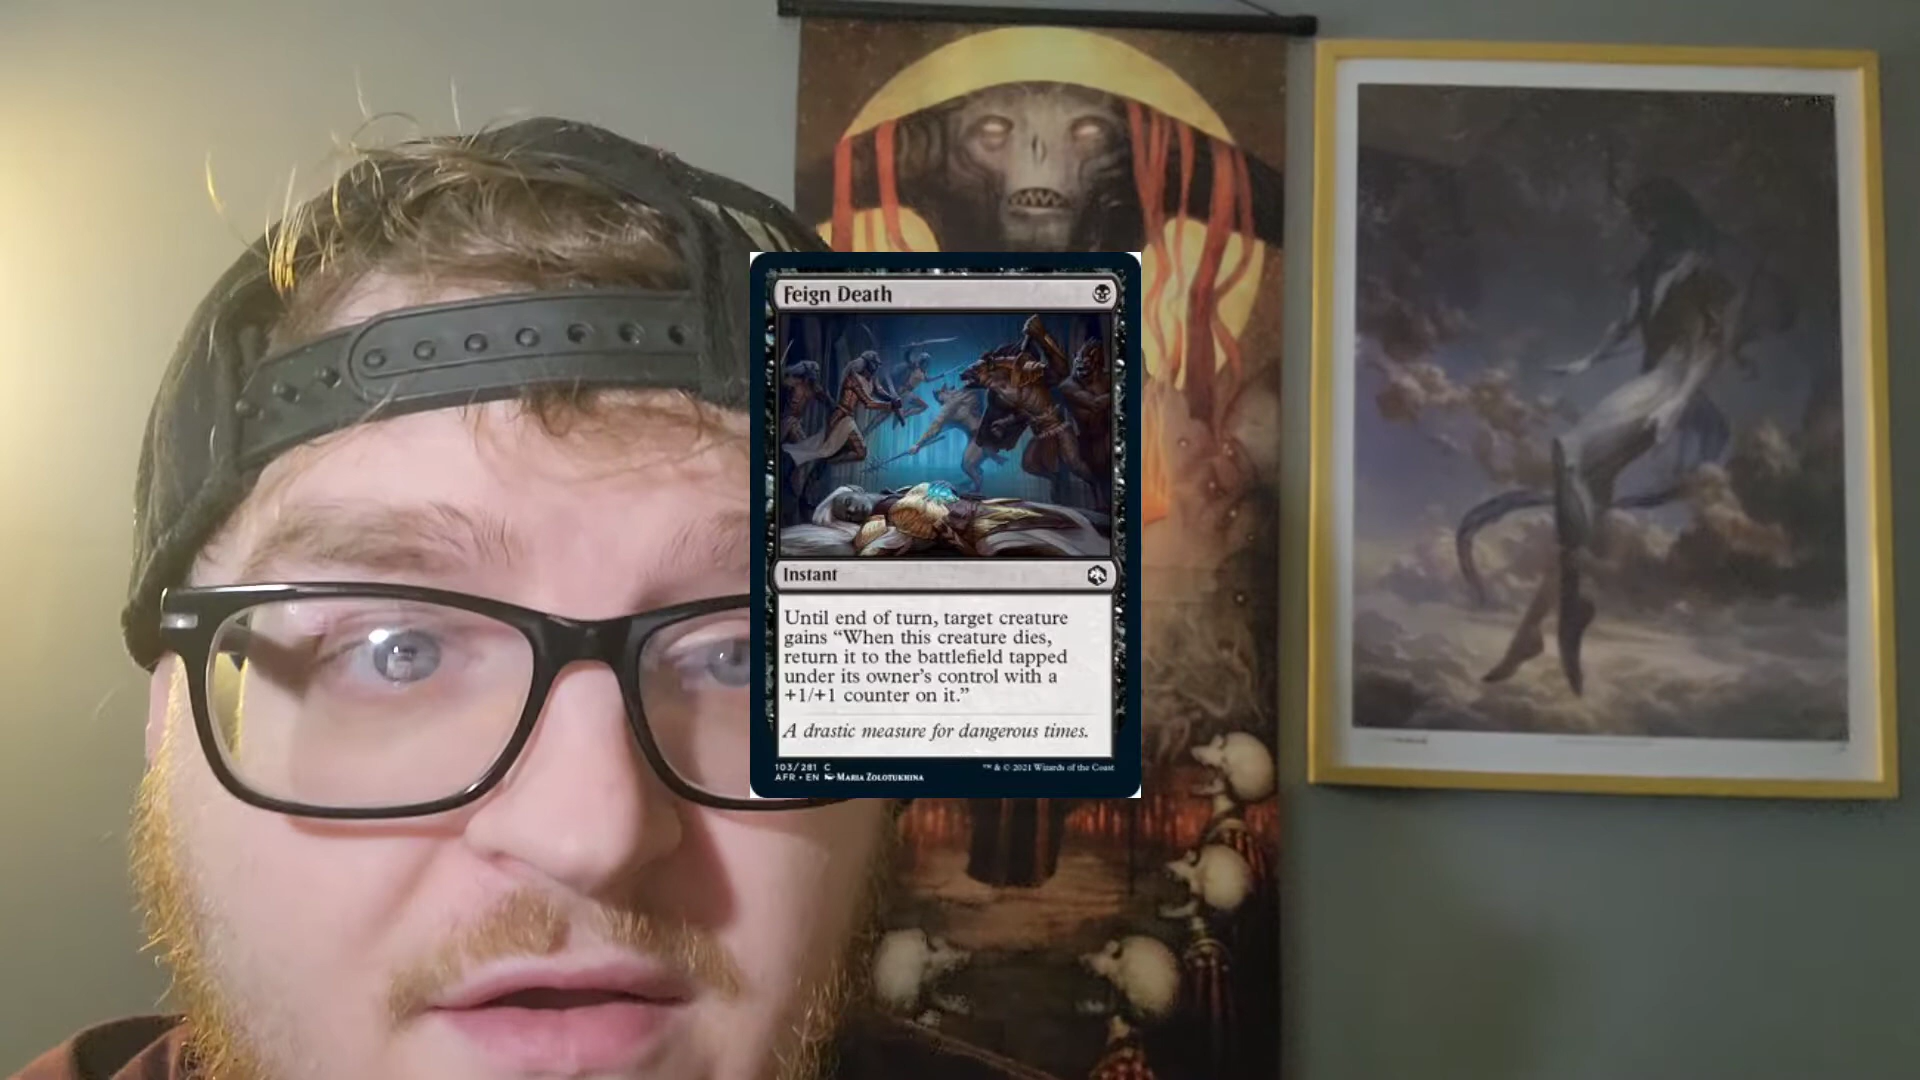 Feign Death
Instant
Until end of turn, target creature
gains “When this creature dies,
return it to the battlefield tapped
under its owner’s control with a
+1/+1 counter on it.”
A drastic measure for dangerous times.
103/281 C
AFR • EN Maria Zolotukhina
™ & © 2021 Wizards of the Coast